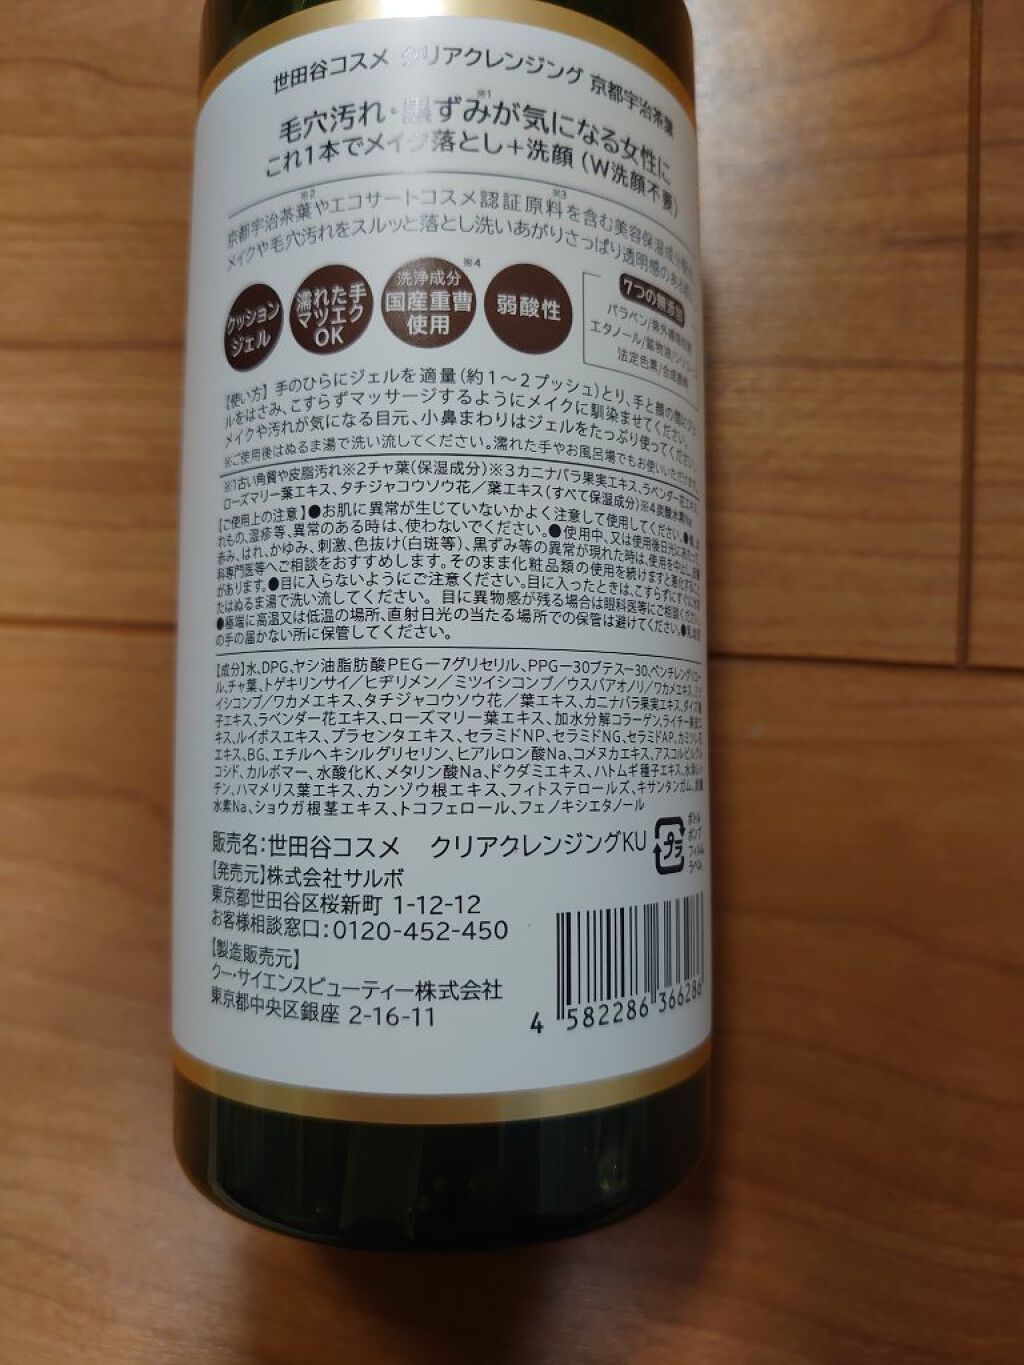 世田谷コスメ クリアクレンジング 京都宇治茶葉
毛穴汚れ・黒ずみ※1が気になる女性に
これ1本でメイク落とし+洗顔 (W洗顔不要)
京都宇治茶葉※2やエコサートコスメ認証原料※3を含む美容保湿成分
メイクや毛穴汚れをスルッと落とし洗いあがりさっぱり透明感のある
クッション
ジェル
濡れた手
マツエク
OK
洗浄成分※4
国産重曹
使用
弱酸性
7つの無添加
パラベン/紫外線吸収剤
エタノール/鉱物油/シリコーン
法定色素/合成香料
【使い方】手のひらにジェルを適量(約1~2プッシュ)とり、手と顔の間にジェ
ルをはさみ、こすらずマッサージするようにメイクに馴染ませてください。
メイクや汚れが気になる目元、小鼻まわりはジェルをたっぷり使ってください。
※ご使用後はぬるま湯で洗い流してください。濡れた手やお風呂場でもお使いいただけます。
※1古い角質や皮脂汚れ※2チャ葉(保湿成分)※3カニナバラ果実エキス、ラベンダー花エキス、
ローズマリー葉エキス、タチジャコウソウ花/葉エキス(すべて保湿成分)※4炭酸水素Na
【ご使用上の注意】●お肌に異常が生じていないかよく注意して使用してください。●傷、は
れもの、湿疹等、異常のある時は、使わないでください。●使用中、又は使用後日光にあたって
赤み、はれ、かゆみ、刺激、色抜け(白斑等)、黒ずみ等の異常が現れた時は、使用を中止し、皮膚
科専門医等へご相談をおすすめします。そのまま化粧品類の使用を続けますと悪化すること
があります。●目に入らないようにご注意ください。目に入ったときは、こすらずにすぐに水ま
たはぬるま湯で洗い流してください。 目に異物感が残る場合は眼科医等にご相談ください。
●極端に高温又は低温の場所、直射日光の当たる場所での保管は避けてください。●乳幼児
の手の届かない所に保管してください。
【成分】水、DPG、ヤシ油脂肪酸PEG－7グリセリル、PPG－30ブテス－30、ペンチレングリコー
ル、チャ葉、トゲキリンサイ/ヒヂリメン/ミツイシコンブ/ウスバアオノリ/ワカメエキス、ミツ
イシコンブ/ワカメエキス、タチジャコウソウ花/葉エキス、カニナバラ果実エキス、ダイズ種
子エキス、ラベンダー花エキス、ローズマリー葉エキス、加水分解コラーゲン、ライチー果皮エ
キス、ルイボスエキス、プラセンタエキス、セラミドNP、セラミドNG、セラミドAP、カミツレ花
エキス、BG、エチルヘキシルグリセリン、ヒアルロン酸Na、コメヌカエキス、アスコルビルグル
コシド、カルボマー、水酸化K、メタリン酸Na、ドクダミエキス、ハトムギ種子エキス、水添レシ
チン、ハマメリス葉エキス、カンゾウ根エキス、フィトステロールズ、キサンタンガム、炭酸
水素Na、ショウガ根茎エキス、トコフェロール、フェノキシエタノール
販売名:世田谷コスメ クリアクレンジングKU
プラ
ボトル
ポンプ
フィルム
ラベル
【発売元】株式会社サルボ
東京都世田谷区桜新町 1-12-12
お客様相談窓口:0120-452-450
【製造販売元】
クー・サイエンスビューティー株式会社
東京都中央区銀座 2-16-11
4 582286 366286